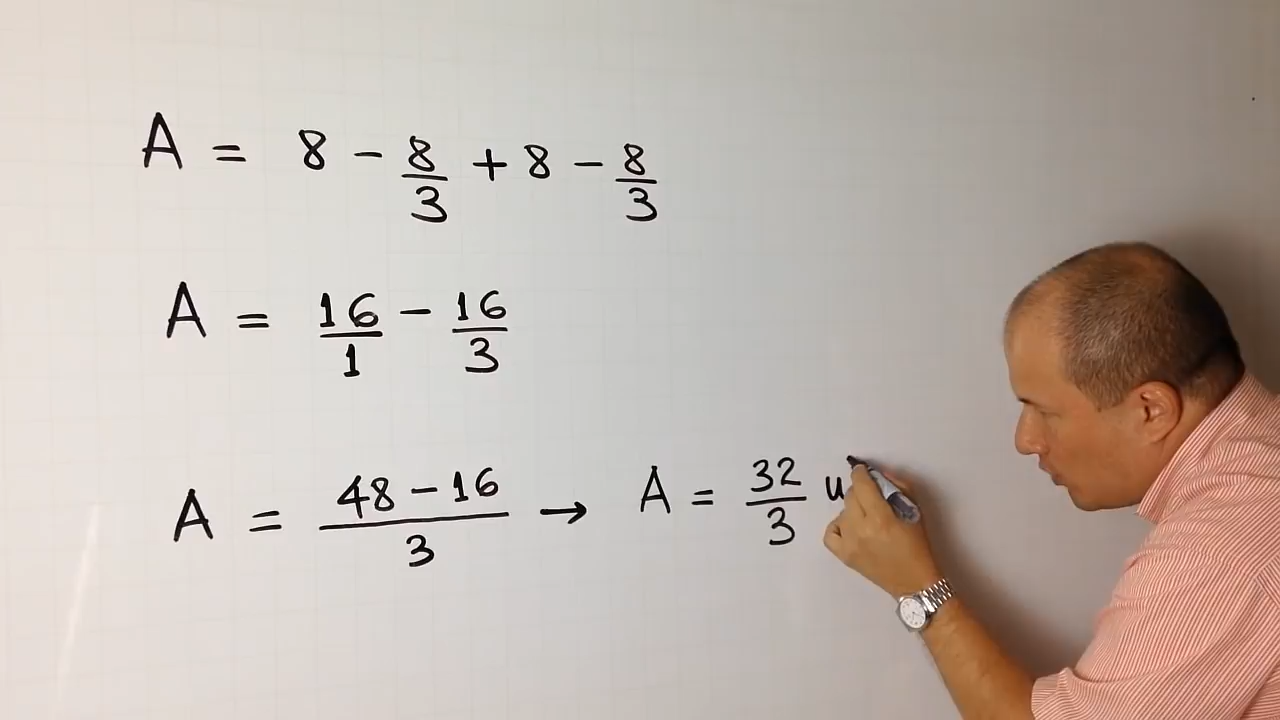 A = 8 - 8/3 + 8 - 8/3
A = 16/1 - 16/3
A = 48 - 16/3 → A = 32/3 u